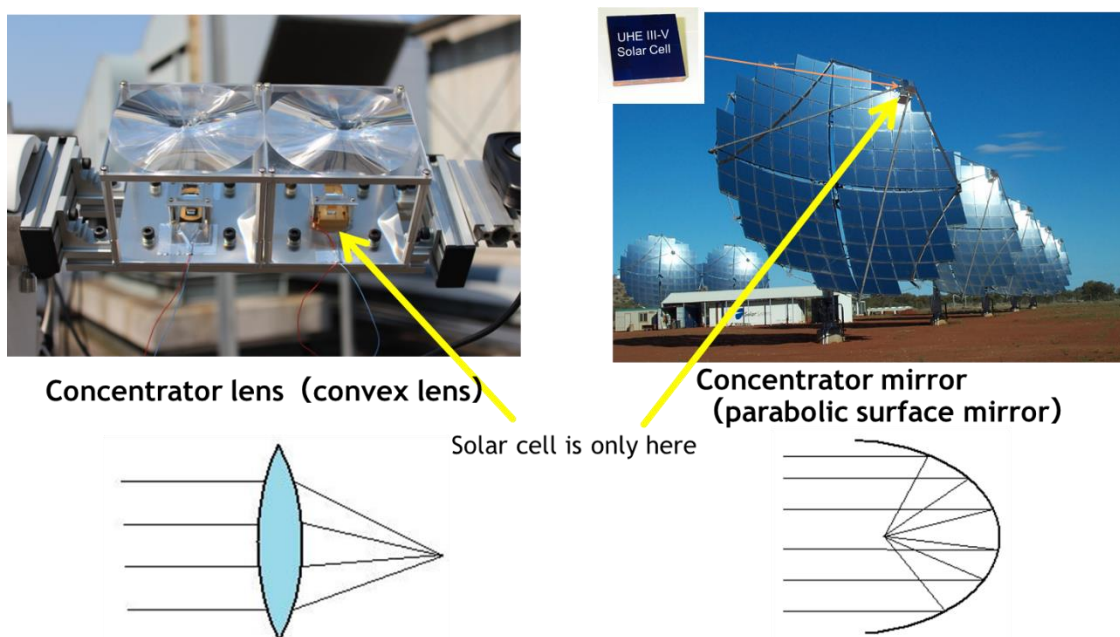 UHE III-V
Solar Cell
Concentrator lens（convex lens）
Concentrator mirror
（parabolic surface mirror）
Solar cell is only here